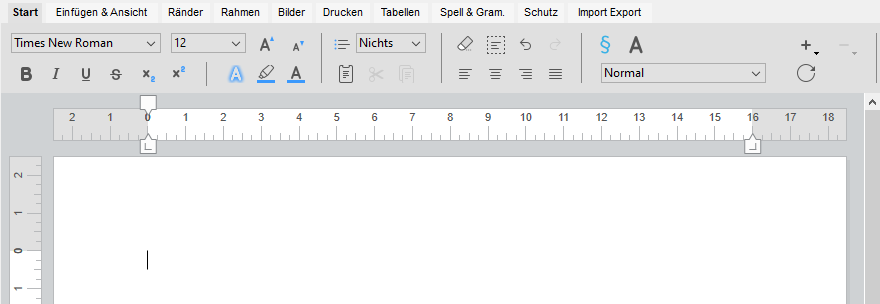 Start Einfügen & Ansicht Ränder Rahmen Bilder Drucken Tabellen Spell & Gram. Schutz Import Export
Times New Roman 12 A A Nichts § A +
B I U S x₂ x² A A Normal
2 1 0 1 2 3 4 5 6 7 8 9 10 11 12 13 14 15 16 17 18
2
1
0
1